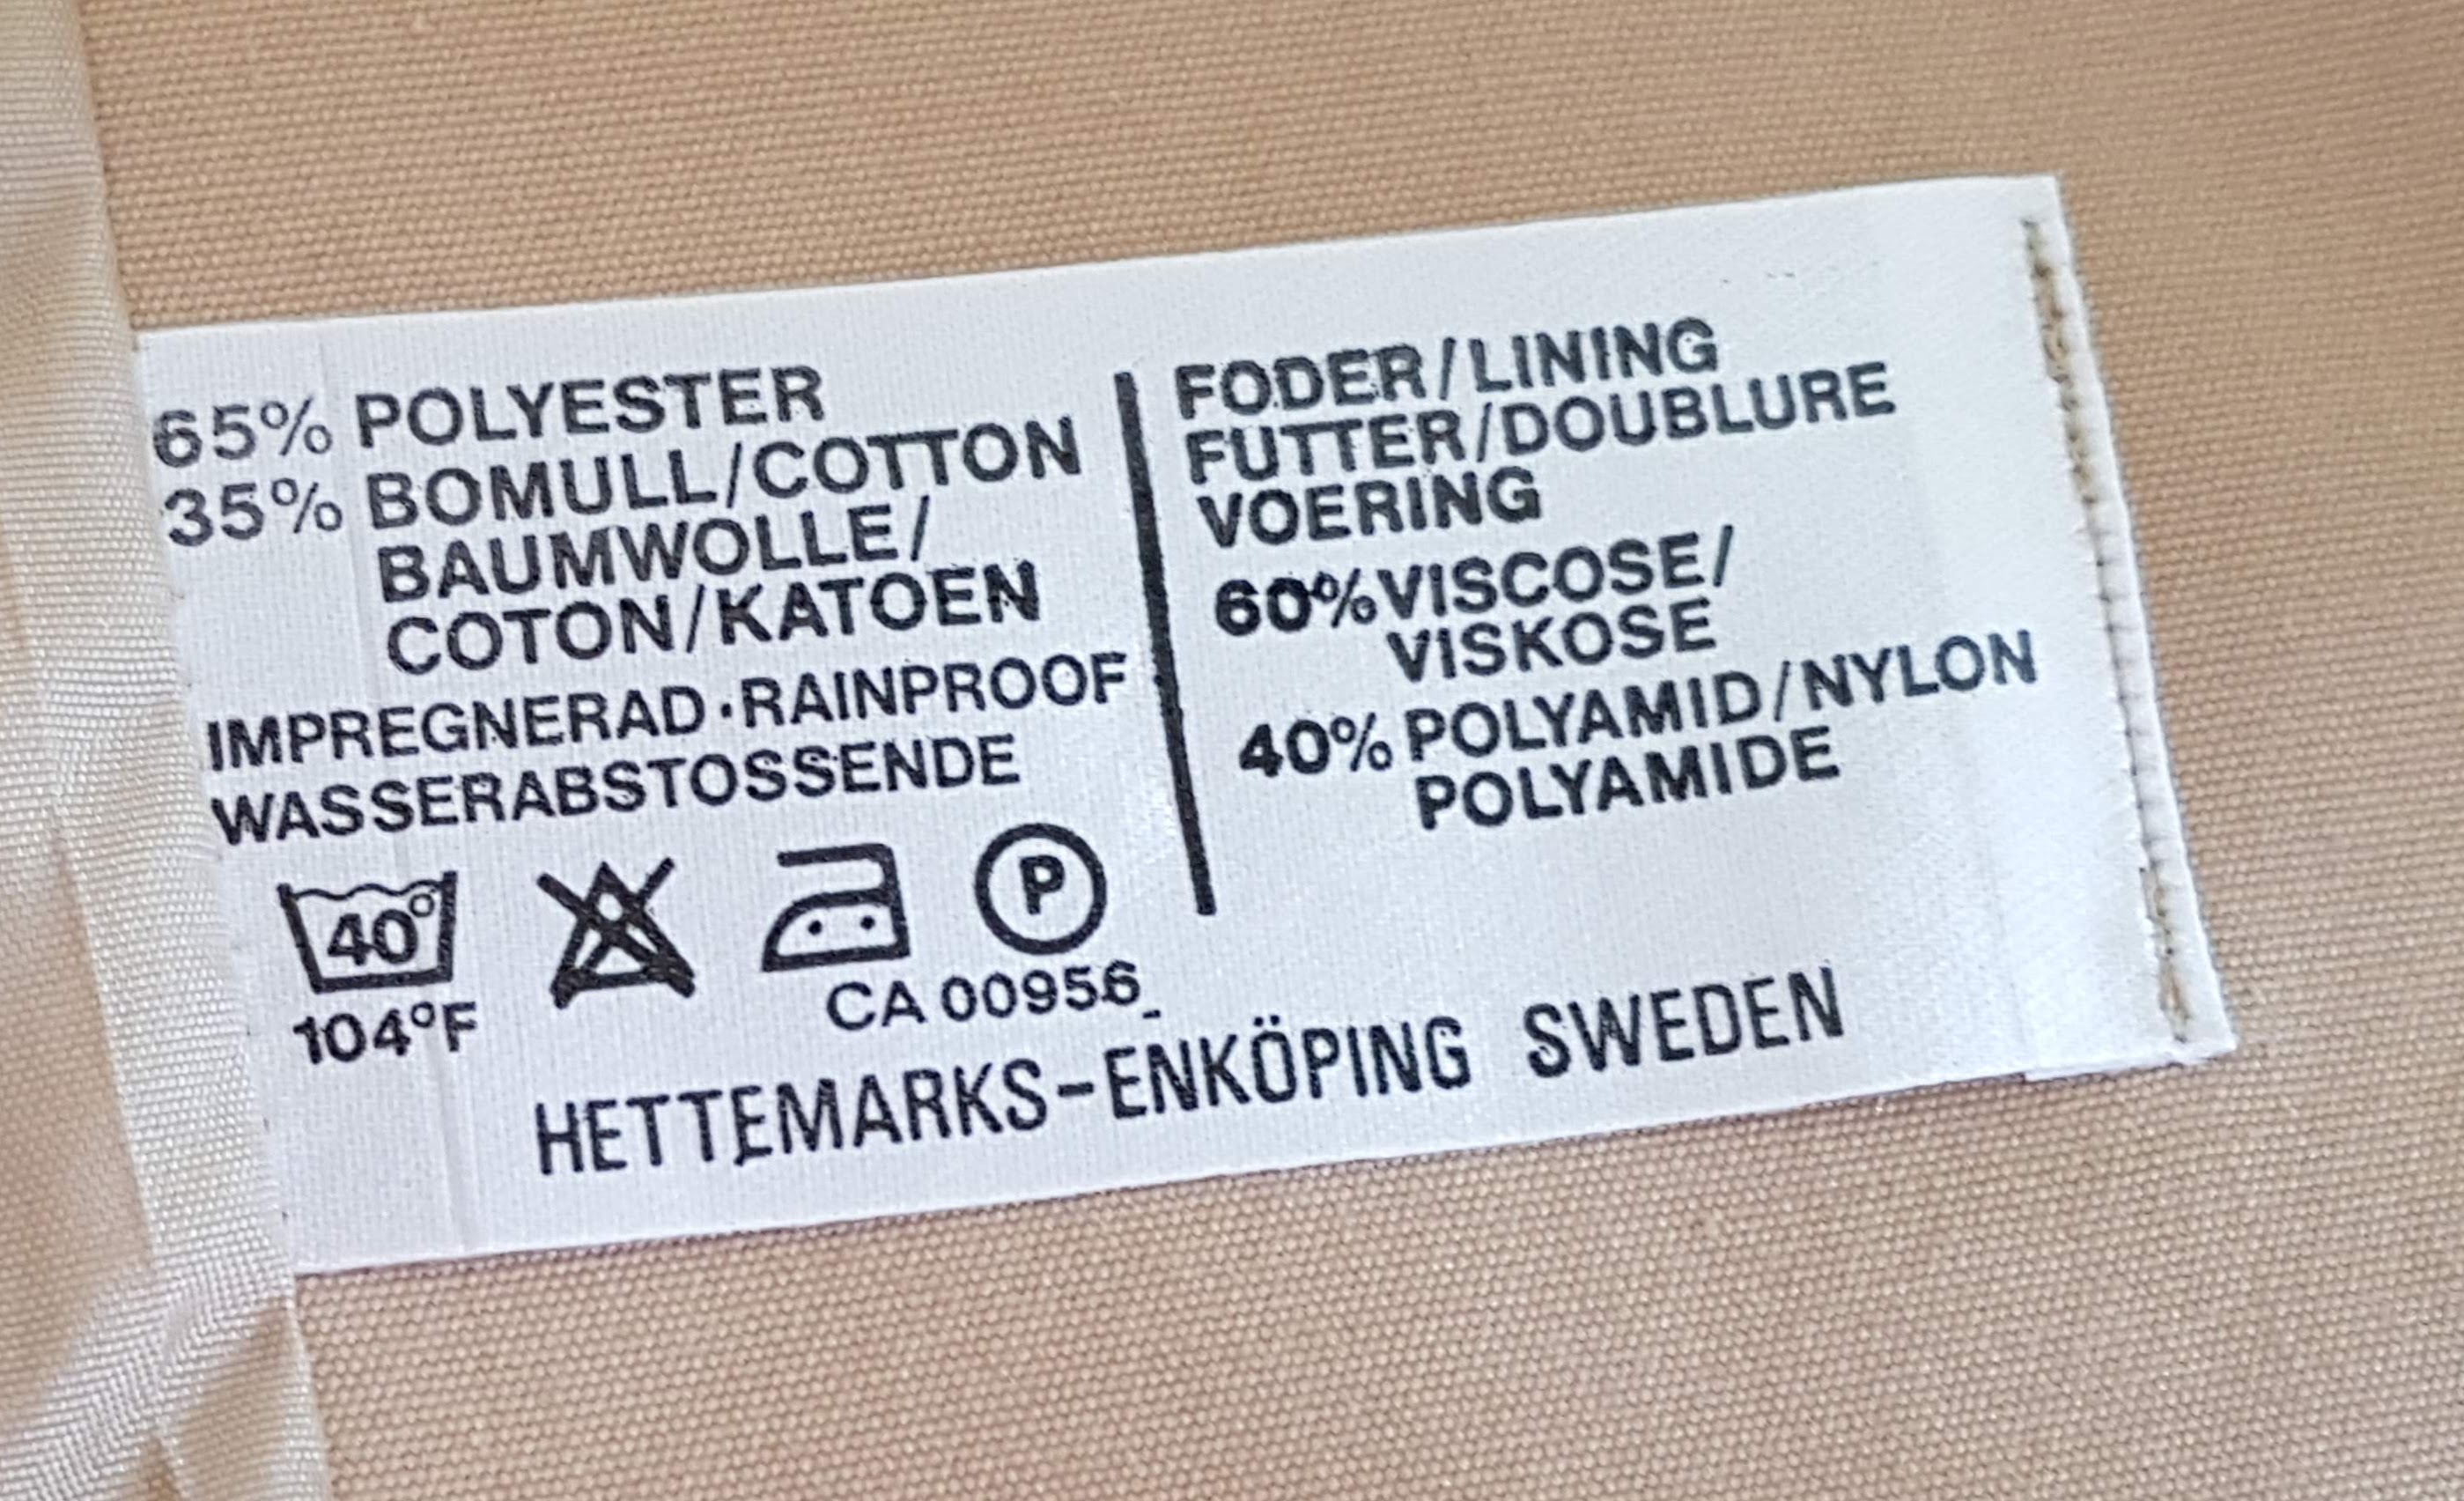 65% POLYESTER
35% BOMULL/COTTON
BAUMWOLLE/
COTON/KATOEN
IMPREGNERAD·RAINPROOF
WASSERABSTOSSENDE
40°
P
104°F
CA 00956
FODER/LINING
FUTTER/DOUBLURE
VOERING
60% VISCOSE/
VISKOSE
40% POLYAMID/NYLON
POLYAMIDE
HETTEMARKS-ENKÖPING SWEDEN